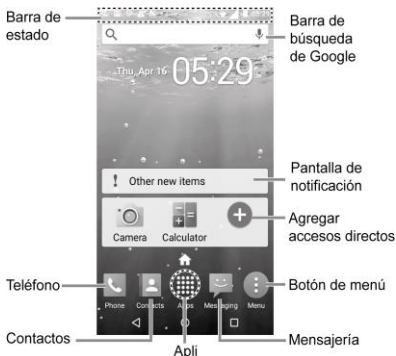 Barra de
estado
Barra de
búsqueda
de Google
Thu, Apr 16
05:29
Other new items
Pantalla de
notificación
Camera
Calculator
Agregar
accesos directos
Teléfono
Botón de menú
Phone
Contacts
Apps
Messaging
Menu
Contactos
Mensajería
Apli